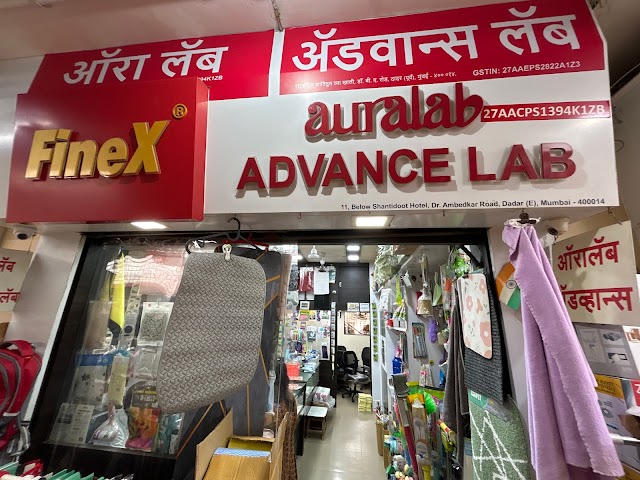 ऑरा लॅब
अ‍ॅडवान्स लॅब
GSTIN: 27AAEPS2822A1Z3
FineX®
auralab
27AACPS1394K1ZB
ADVANCE LAB
11, Below Shantidoot Hotel, Dr. Ambedkar Road, Dadar (E), Mumbai - 400014
लॅब
लॅब
ऑरालॅब
ॲडव्हान्स